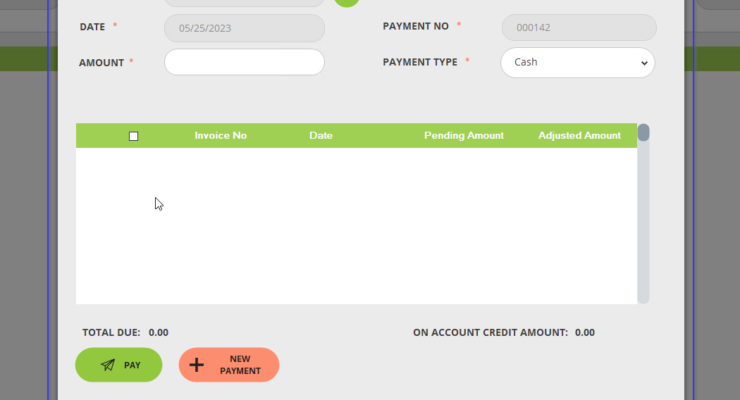 DATE * 05/25/2023 PAYMENT NO * 000142
AMOUNT * PAYMENT TYPE * Cash
Invoice No Date Pending Amount Adjusted Amount
TOTAL DUE: 0.00 ON ACCOUNT CREDIT AMOUNT: 0.00
PAY
NEW
PAYMENT